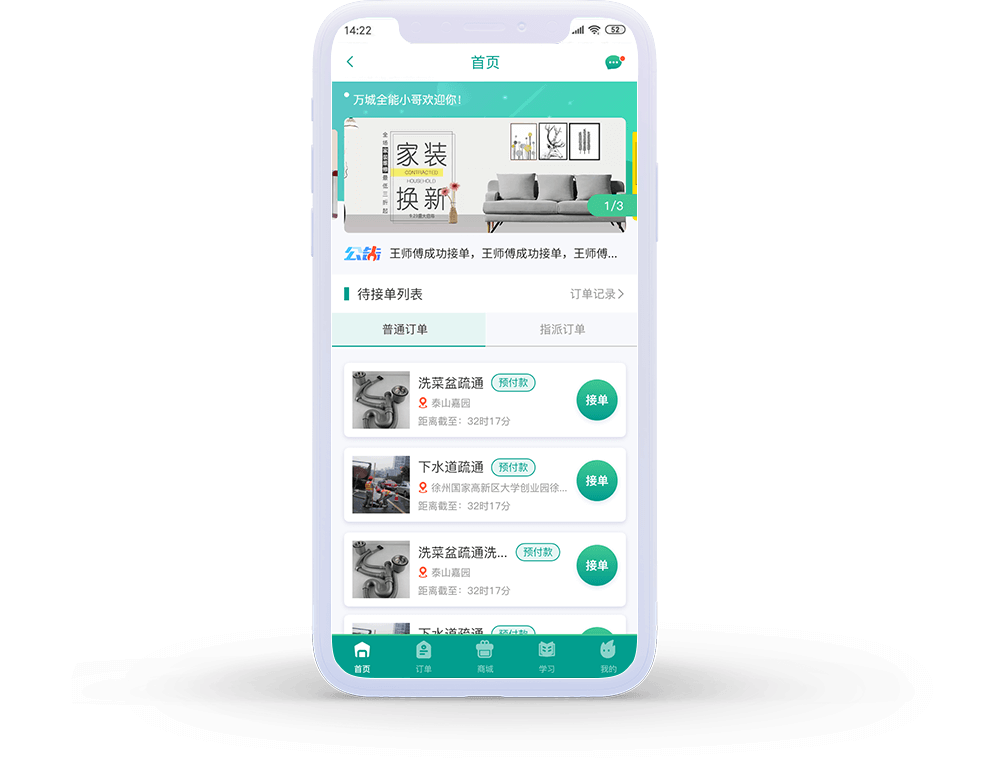 14:22
52
首页
万城全能小哥欢迎你!
家装
CONTRACTED
HOUSEHOLD
换新
1/3
公告
王师傅成功接单，王师傅成功接单，王师傅...
待接单列表
订单记录
普通订单
指派订单
洗菜盆疏通
预付款
泰山嘉园
距离截至：32时17分
接单
下水道疏通
预付款
徐州国家高新区大学创业园徐...
距离截至：32时17分
接单
洗菜盆疏通洗...
预付款
泰山嘉园
距离截至：32时17分
接单
下水道疏通
预付款
首页
订单
商城
学习
我的